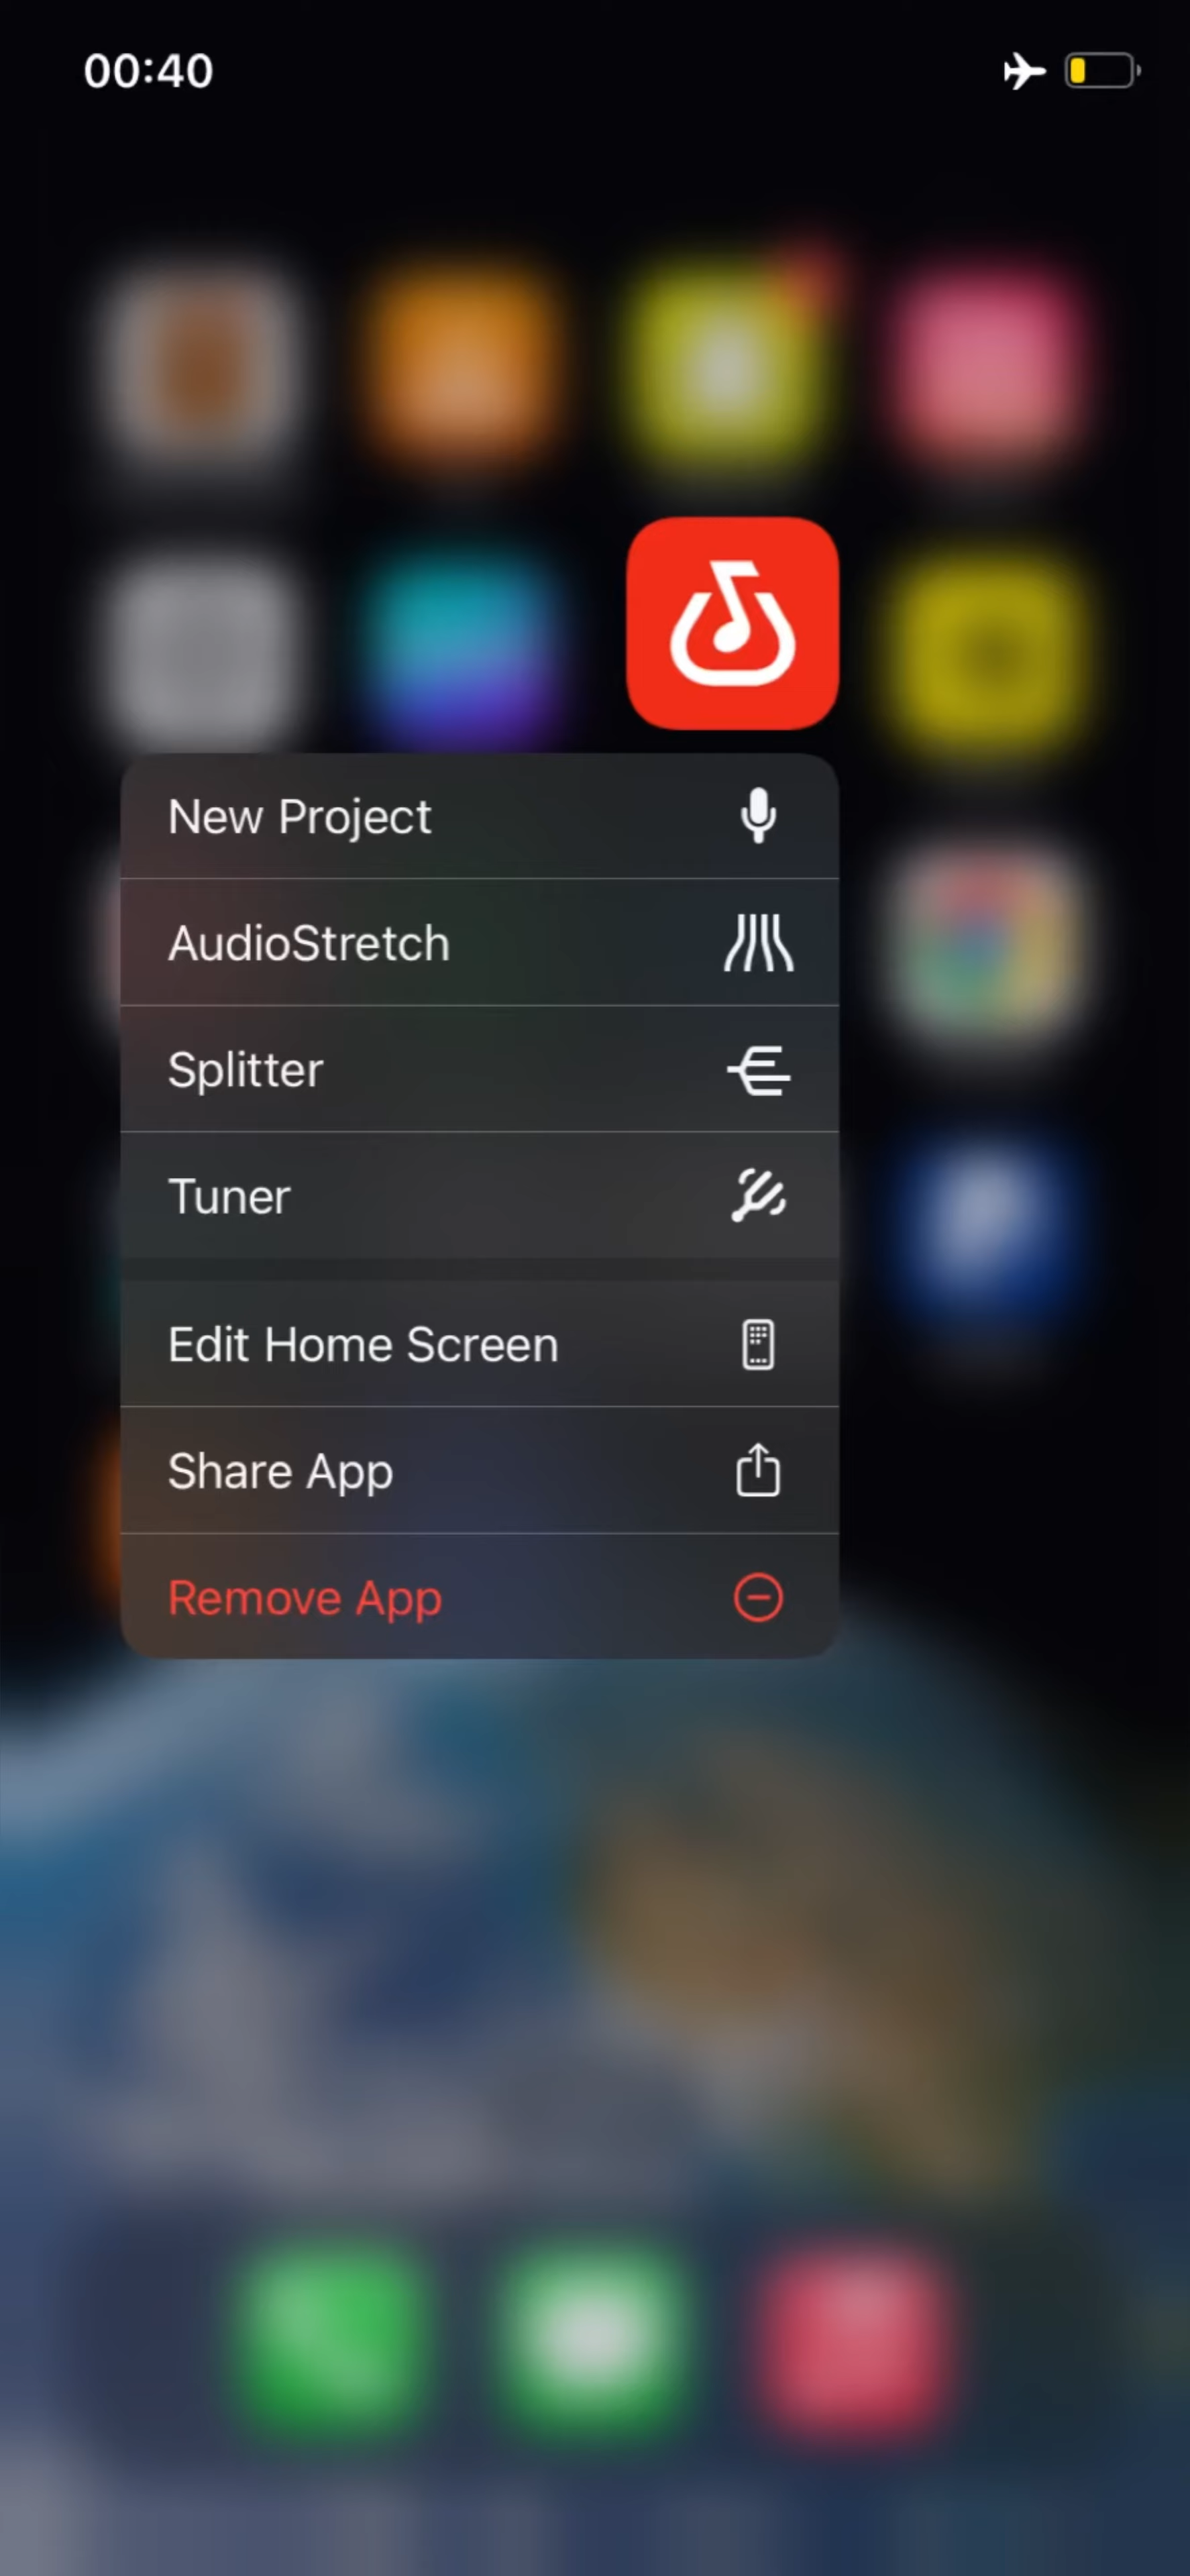 00:40
New Project
AudioStretch
Splitter
Tuner
Edit Home Screen
Share App
Remove App